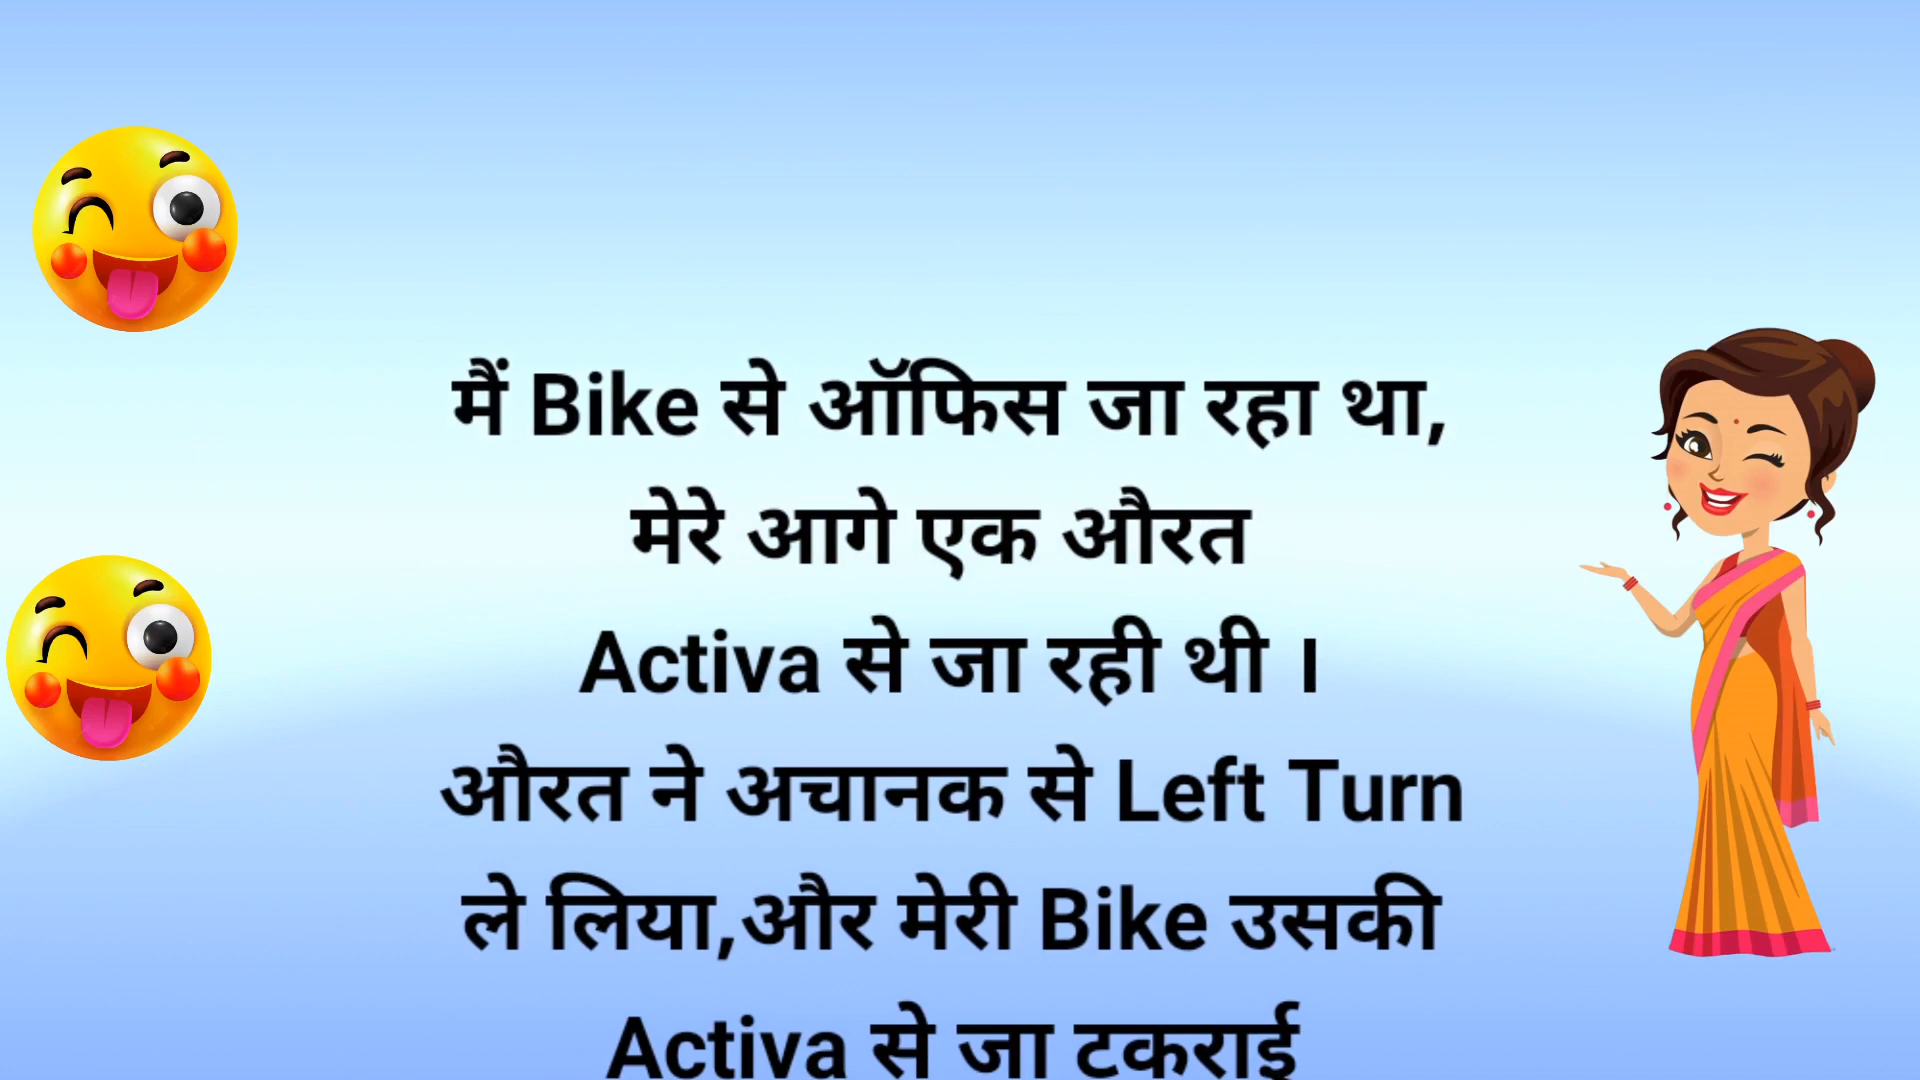 मैं Bike से ऑफिस जा रहा था,
मेरे आगे एक औरत
Activa से जा रही थी ।
औरत ने अचानक से Left Turn
ले लिया,और मेरी Bike उसकी
Activa से जा टकराई